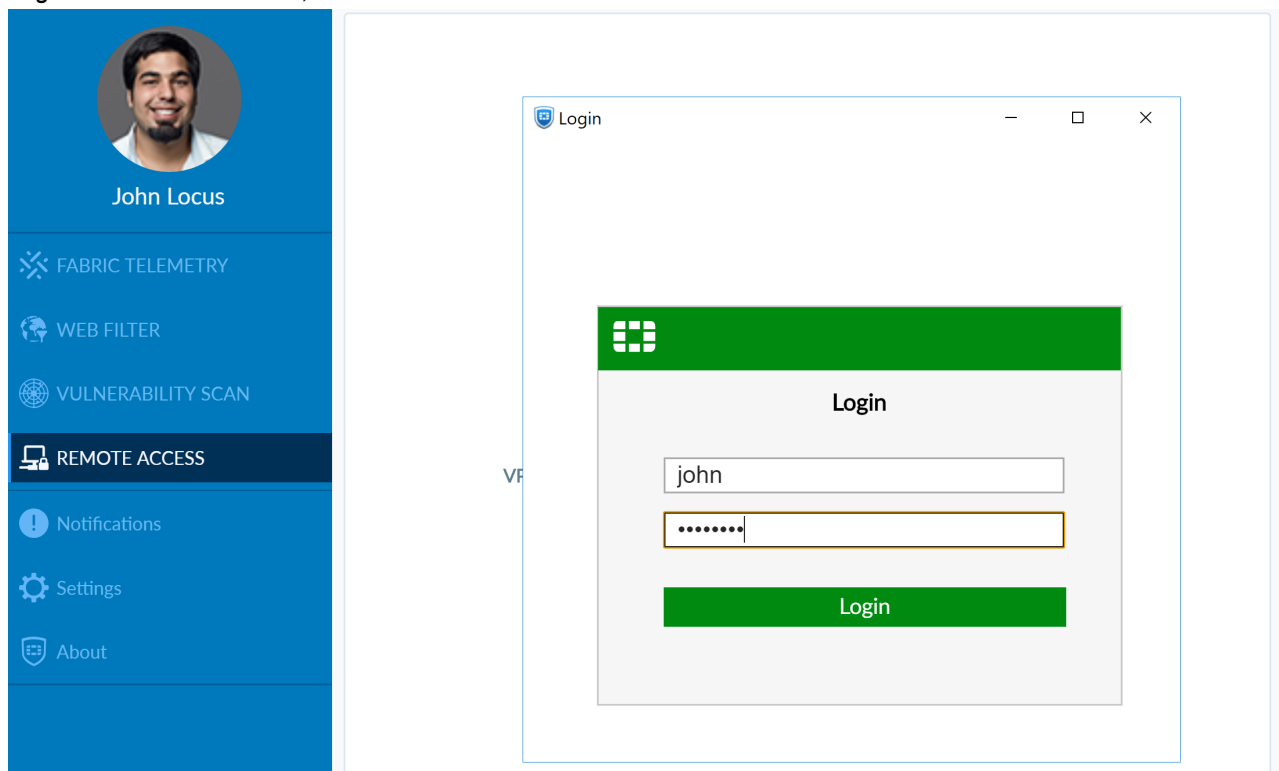 John Locus
FABRIC TELEMETRY
WEB FILTER
VULNERABILITY SCAN
REMOTE ACCESS
Notifications
Settings
About
Login
Login
john
••••••••
Login